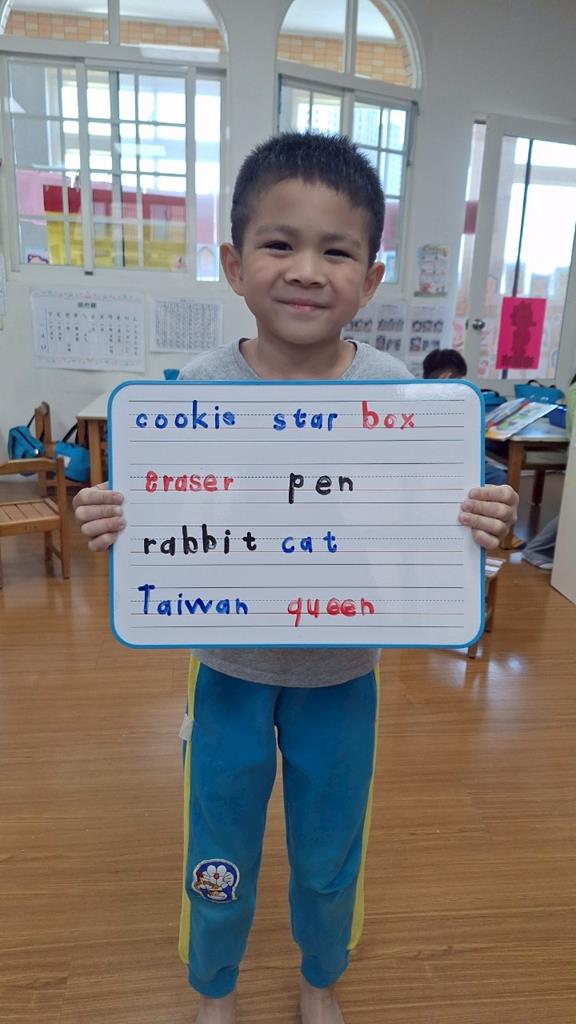 cookie star box
eraser pen
rabbit cat
Taiwan queen